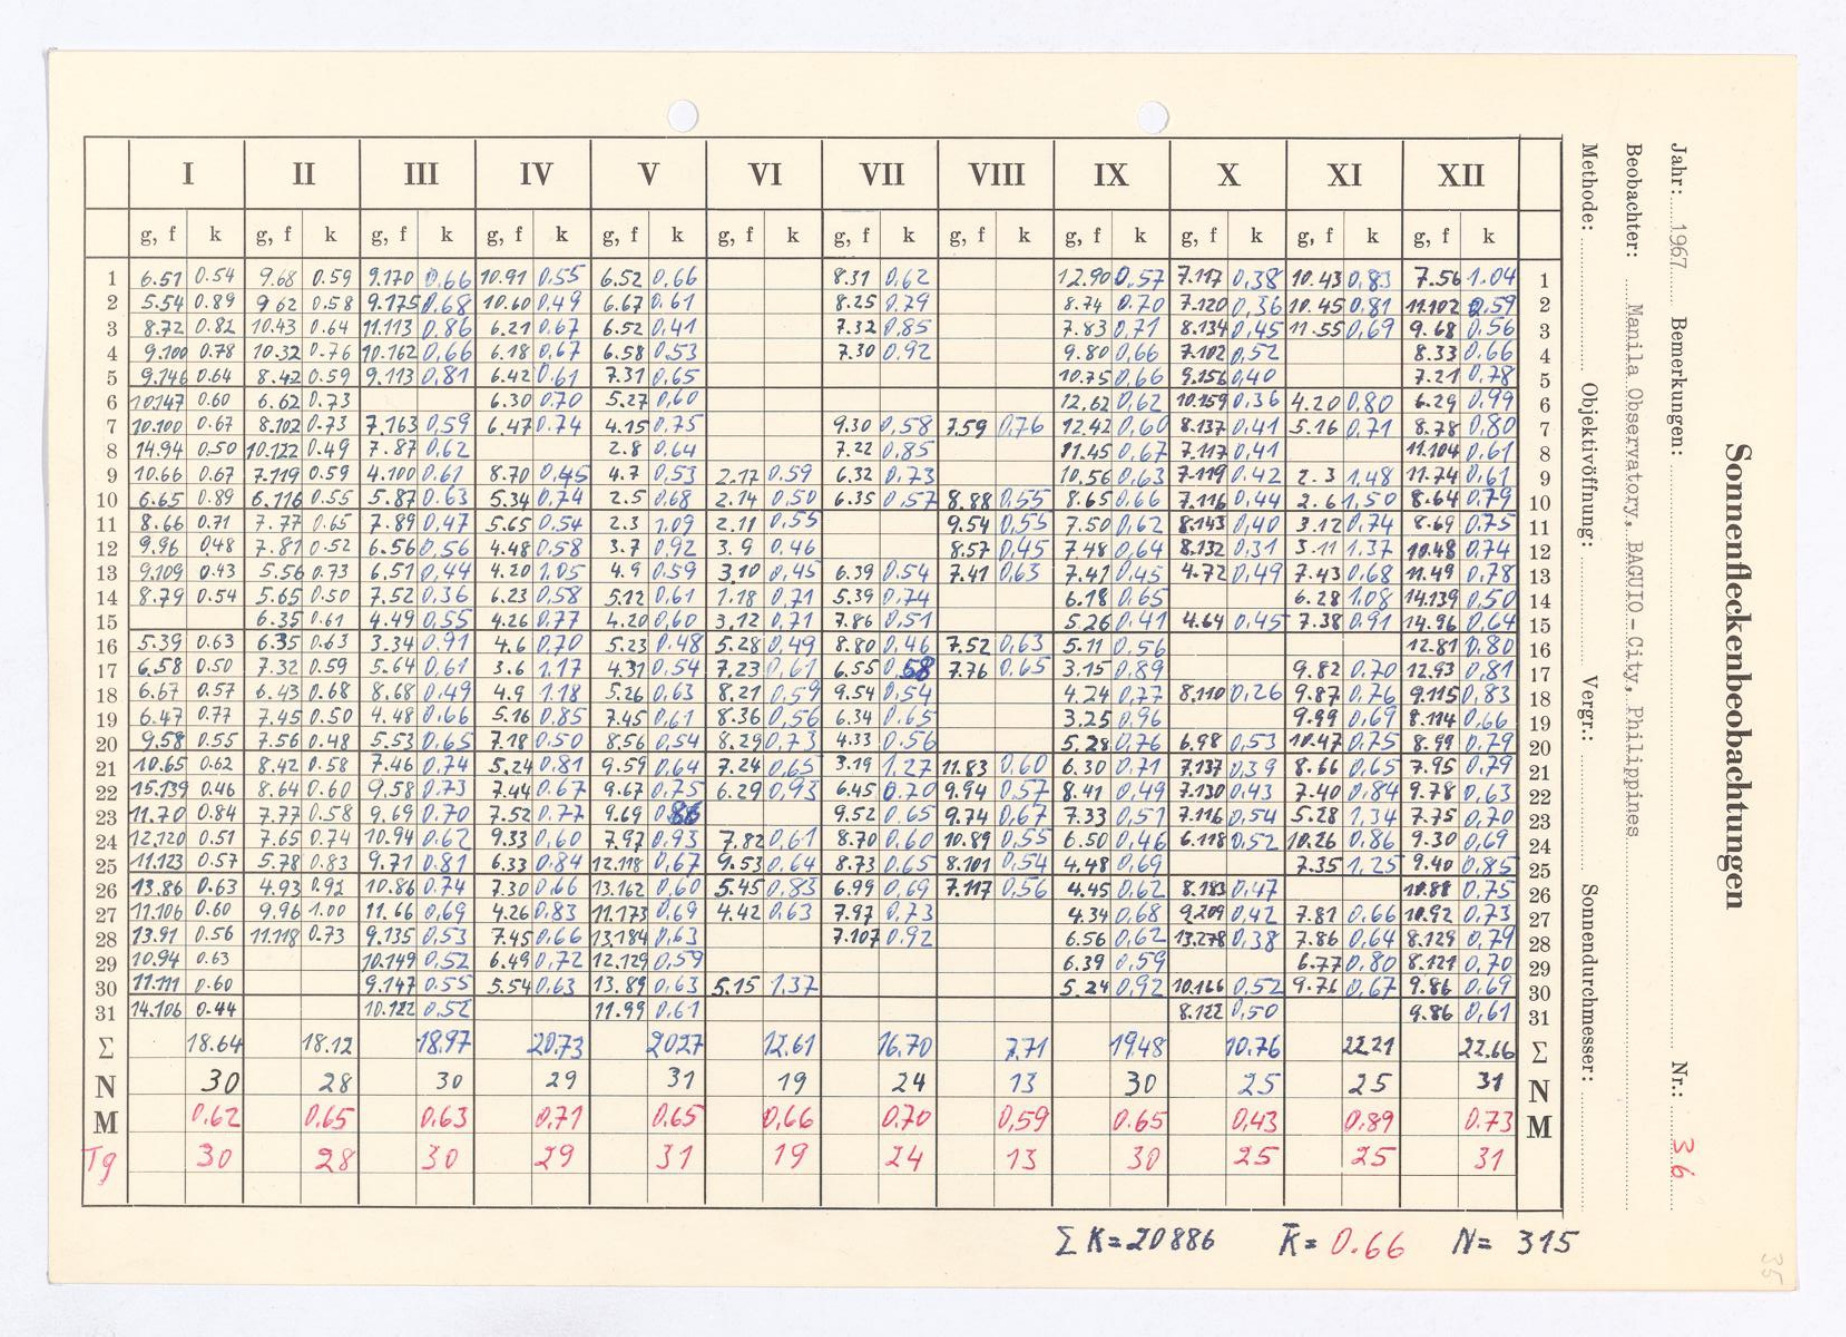 Sonnenfleckenbeobachtungen
Jahr: 1967 Bemerkungen: Nr.: 36
Beobachter: Manila Observatory, BAGUIO-City, Philippines
Methode: Objektivöffnung: Vergr.: Sonnendurchmesser:
I II III IV V VI VII VIII IX X XI XII
g, f k g, f k g, f k g, f k g, f k g, f k g, f k g, f k g, f k g, f k g, f k g, f k
1 6.51 0.54 9.68 0.59 9.170 0,66 10.91 0,55 6.52 0,66 8.31 0,62 12.90 0,57 7.117 0,38 10.43 0,83 7.56 1.04 1
2 5.54 0.89 9 62 0.58 9.175 0,68 10.60 0,49 6.67 0,61 8.25 0,79 8.74 0.70 7.120 0,36 10.45 0,81 11.102 0,59 2
3 8.72 0.82 10.43 0.64 11.113 0,86 6.21 0,67 6.52 0,41 7.32 0,85 7.83 0,71 8.134 0,45 11.55 0,69 9.68 0.56 3
4 9.100 0.78 10.32 0.76 10.162 0,66 6.18 0,67 6.58 0,53 7.30 0,92 9.80 0,66 7.102 0,52 8.33 0.66 4
5 9.146 0.64 8.42 0.59 9.113 0,81 6.42 0.61 7.31 0,65 10.75 0,66 9.156 0,40 7.21 0,78 5
6 10.147 0.60 6.62 0.73 6.30 0,70 5.27 0,60 12.62 0,62 10.159 0,36 4.20 0,80 6.29 0,99 6
7 10.100 0.67 8.102 0.73 7.163 0,59 6.47 0.74 4.15 0,75 9.30 0,58 7.59 0,76 12.42 0,60 8.137 0,41 5.16 0,71 8.78 0,80 7
8 14.94 0.50 10.122 0.49 7.87 0,62 2.8 0,64 7.22 0,85 11.45 0,67 7.117 0,41 11.104 0,61 8
9 10.66 0.67 7.119 0.59 4.100 0,61 8.70 0,45 4.7 0,53 2.17 0.59 6.32 0,73 10.56 0,63 7.119 0.42 2.3 1,48 11.74 0,61 9
10 6.65 0.89 6.116 0.55 5.87 0.63 5.34 0,74 2.5 0,68 2.14 0,50 6.35 0,57 8.88 0,55 8.65 0,66 7.116 0,44 2.6 1,50 8.64 0,79 10
11 8.66 0.71 7.77 0.65 7.89 0,47 5.65 0,54 2.3 1,09 2.11 0,55 9.54 0,55 7.50 0,62 8.143 0,40 3.12 0,74 8.69 0,75 11
12 9.96 0,48 7.81 0.52 6.56 0,56 4.48 0,58 3.7 0,92 3.9 0,46 8.57 0,45 7.48 0,64 8.132 0,31 3.11 1,37 10.48 0,74 12
13 9.109 0.43 5.56 0.73 6.51 0,44 4.20 1,05 4.9 0,59 3,10 0,45 6.39 0,54 7.41 0,63 7.41 0,45 4.72 0,49 7.43 0,68 11.49 0,78 13
14 8.79 0.54 5.65 0.50 7.52 0,36 6.23 0,58 5.12 0,61 1.18 0,71 5.39 0,74 6.18 0,65 6.28 1,08 14.139 0,50 14
15 6.35 0.61 4.49 0,55 4.26 0,77 4.20 0,60 3,12 0,71 7.86 0,51 5.26 0,41 4.64 0,45 7.38 0,91 14.96 0,64 15
16 5.39 0.63 6.35 0.63 3.34 0.71 4.6 0,70 5.23 0,48 5.28 0,49 8.80 0,46 7.52 0,63 5.11 0,56 12.81 0,80 16
17 6.58 0.50 7.32 0.59 5.64 0,61 3.6 1,17 4.31 0,54 7,23 0,61 6.55 0,58 7.76 0,65 3.15 0,89 9.82 0,70 12.93 0,81 17
18 6.67 0.57 6.43 0.68 8.68 0,49 4.9 1,18 5.26 0,63 8.21 0,59 9.54 0,54 4.24 0,77 8,110 0,26 9.87 0,76 9.115 0,83 18
19 6.47 0.77 7.45 0.50 4.48 0,66 5.16 0,85 7.45 0,61 8.36 0,56 6.34 0,65 3.25 0,96 9.99 0,69 8.114 0,66 19
20 9.58 0.55 7.56 0.48 5.53 0,65 7.18 0,50 8.56 0,54 8.29 0,73 4.33 0,56 5.28 0,76 6.98 0,53 10.47 0,75 8.99 0,79 20
21 10.65 0.62 8.42 0.58 7.46 0,74 5.24 0,81 9.59 0,64 7.24 0,65 3.19 1,27 11.83 0,60 6.30 0,71 7,137 0,39 8.66 0,65 7.95 0,79 21
22 15.139 0.46 8.64 0.60 9.58 0.73 7.44 0,67 9.67 0,75 6.29 0,93 6.45 0.70 9.94 0,57 8.41 0,49 7.130 0,43 7.40 0,84 9.78 0,63 22
23 11.70 0.84 7.77 0.58 9.69 0,70 7.52 0,77 9.69 0,86 9.52 0,65 9.74 0,67 7.33 0,51 7.116 0,54 5.28 1,34 7.75 0,70 23
24 12,120 0.51 7.65 0.74 10.94 0,62 9.33 0,60 7.97 0,93 7.82 0,61 8.70 0,60 10.89 0,55 6.50 0,46 6.118 0,52 10.26 0,86 9.30 0,69 24
25 11.123 0.57 5.78 0.83 9.71 0,81 6.33 0,84 12.118 0,67 9.53 0,64 8.73 0,65 8.101 0,54 4.48 0,69 7.35 1,25 9.40 0,85 25
26 13.86 0.63 4.93 0.92 10.86 0,74 7.30 0,66 13.162 0,60 5.45 0,83 6.99 0,69 7.117 0,56 4.45 0,62 8.183 0,47 10.88 0,75 26
27 11.106 0.60 9.96 1.00 11.66 0,69 4.26 0,83 11.173 0,69 4.42 0,63 7.97 0,73 4.34 0,68 9,209 0,42 7.81 0,66 10.92 0,73 27
28 13.91 0.56 11.118 0.73 9.135 0,53 7.45 0,66 13.184 0,63 7.107 0.92 6.56 0,62 13.278 0,38 7.86 0,64 8.129 0,79 28
29 10.94 0.63 10.149 0,52 6.49 0,72 12.129 0,59 6.39 0,59 6.77 0,80 8.121 0,70 29
30 11.111 0.60 9.147 0,55 5.54 0,63 13.89 0,63 5.15 1,37 5.24 0,92 10.166 0,52 9.76 0,67 9.86 0,69 30
31 14.106 0.44 10.122 0,52 11.99 0,61 8.122 0,50 9.86 0,61 31
Σ 18.64 18.12 18,97 20,73 20,27 12,61 16,70 7,71 19,48 10,76 22,21 22,66 Σ
N 30 28 30 29 31 19 24 13 30 25 25 31 N
M 0,62 0,65 0,63 0,71 0.65 0,66 0.70 0,59 0.65 0,43 0,89 0.73 M
Tg 30 28 30 29 31 19 24 13 30 25 25 31
Σ K = 20886 K̄ = 0.66 N = 315
35